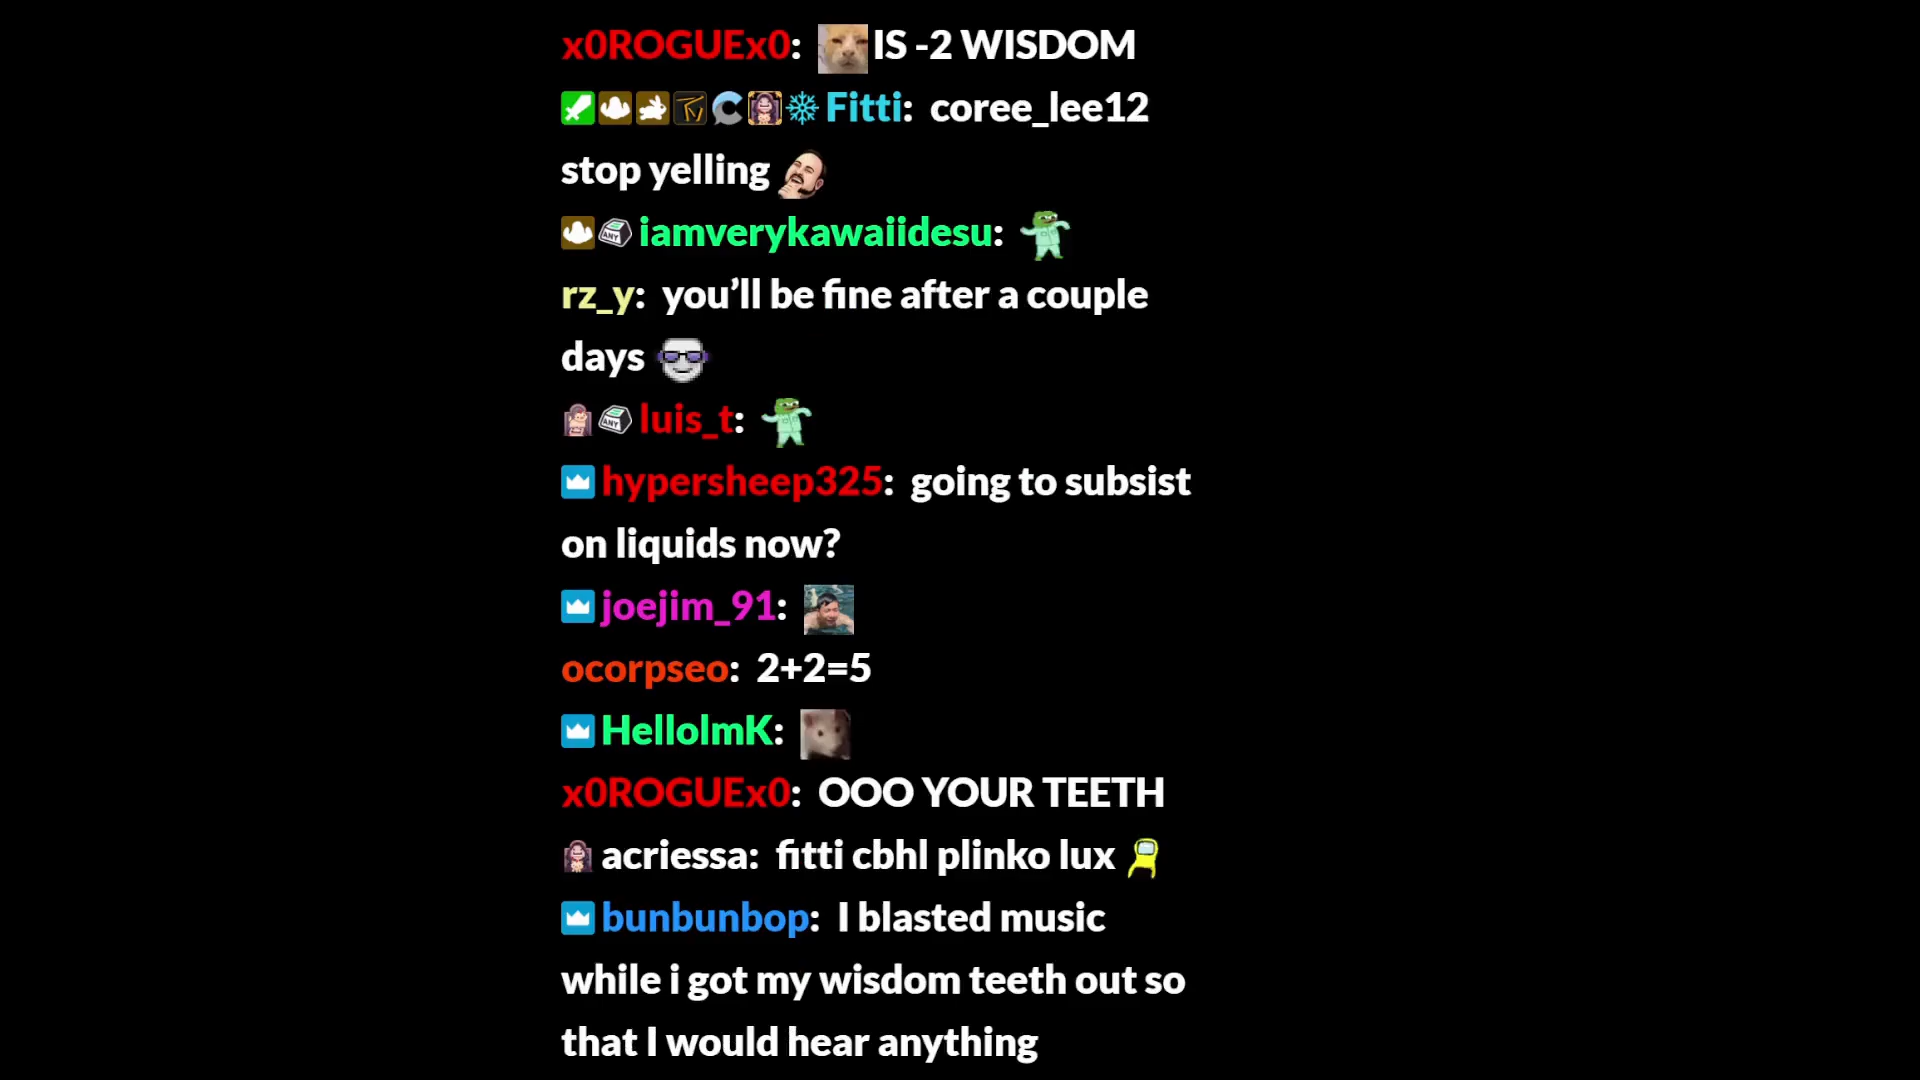 x0ROGUEx0: IS -2 WISDOM
Fitti: coree_lee12
stop yelling
ANY iamverykawaiidesu:
rz_y: you’ll be fine after a couple
days
ANY luis_t:
hypersheep325: going to subsist
on liquids now?
joejim_91:
ocorpseo: 2+2=5
HelloImK:
x0ROGUEx0: OOO YOUR TEETH
acriessa: fitti cbhl plinko lux
bunbunbop: I blasted music
while i got my wisdom teeth out so
that I would hear anything